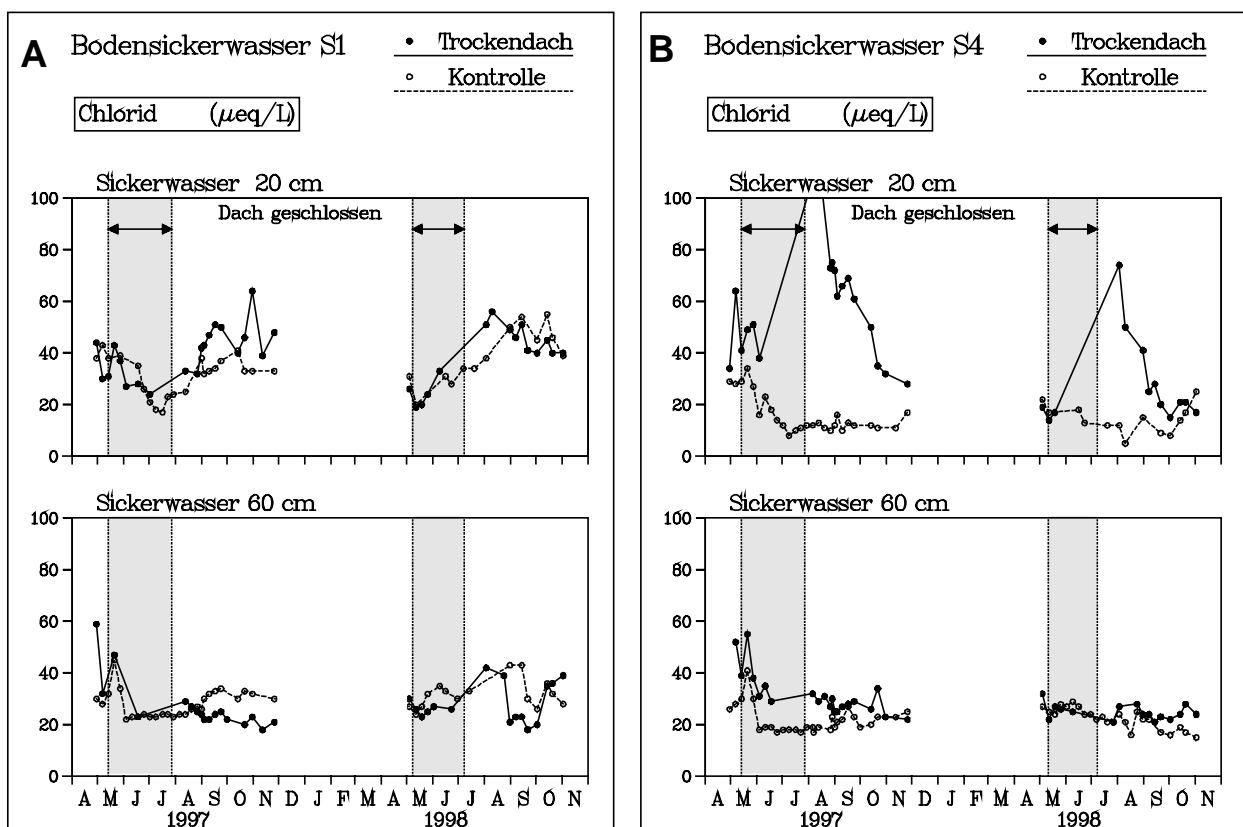 A Bodensickerwasser S1
Trockendach
Kontrolle
Chlorid (µeq/L)
Sickerwasser 20 cm
Dach geschlossen
100
80
60
40
20
0
Sickerwasser 60 cm
100
80
60
40
20
0
A M J J A S O N D J F M A M J J A S O N
1997 1998
B Bodensickerwasser S4
Trockendach
Kontrolle
Chlorid (µeq/L)
Sickerwasser 20 cm
Dach geschlossen
100
80
60
40
20
0
Sickerwasser 60 cm
100
80
60
40
20
0
A M J J A S O N D J F M A M J J A S O N
1997 1998